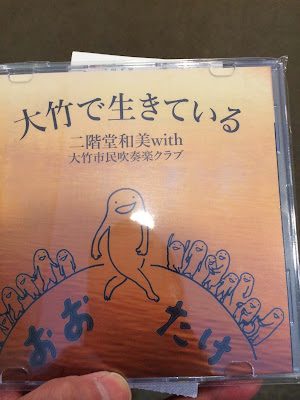 大竹で生きている
二階堂和美with
大竹市民吹奏楽クラブ
おおたけ